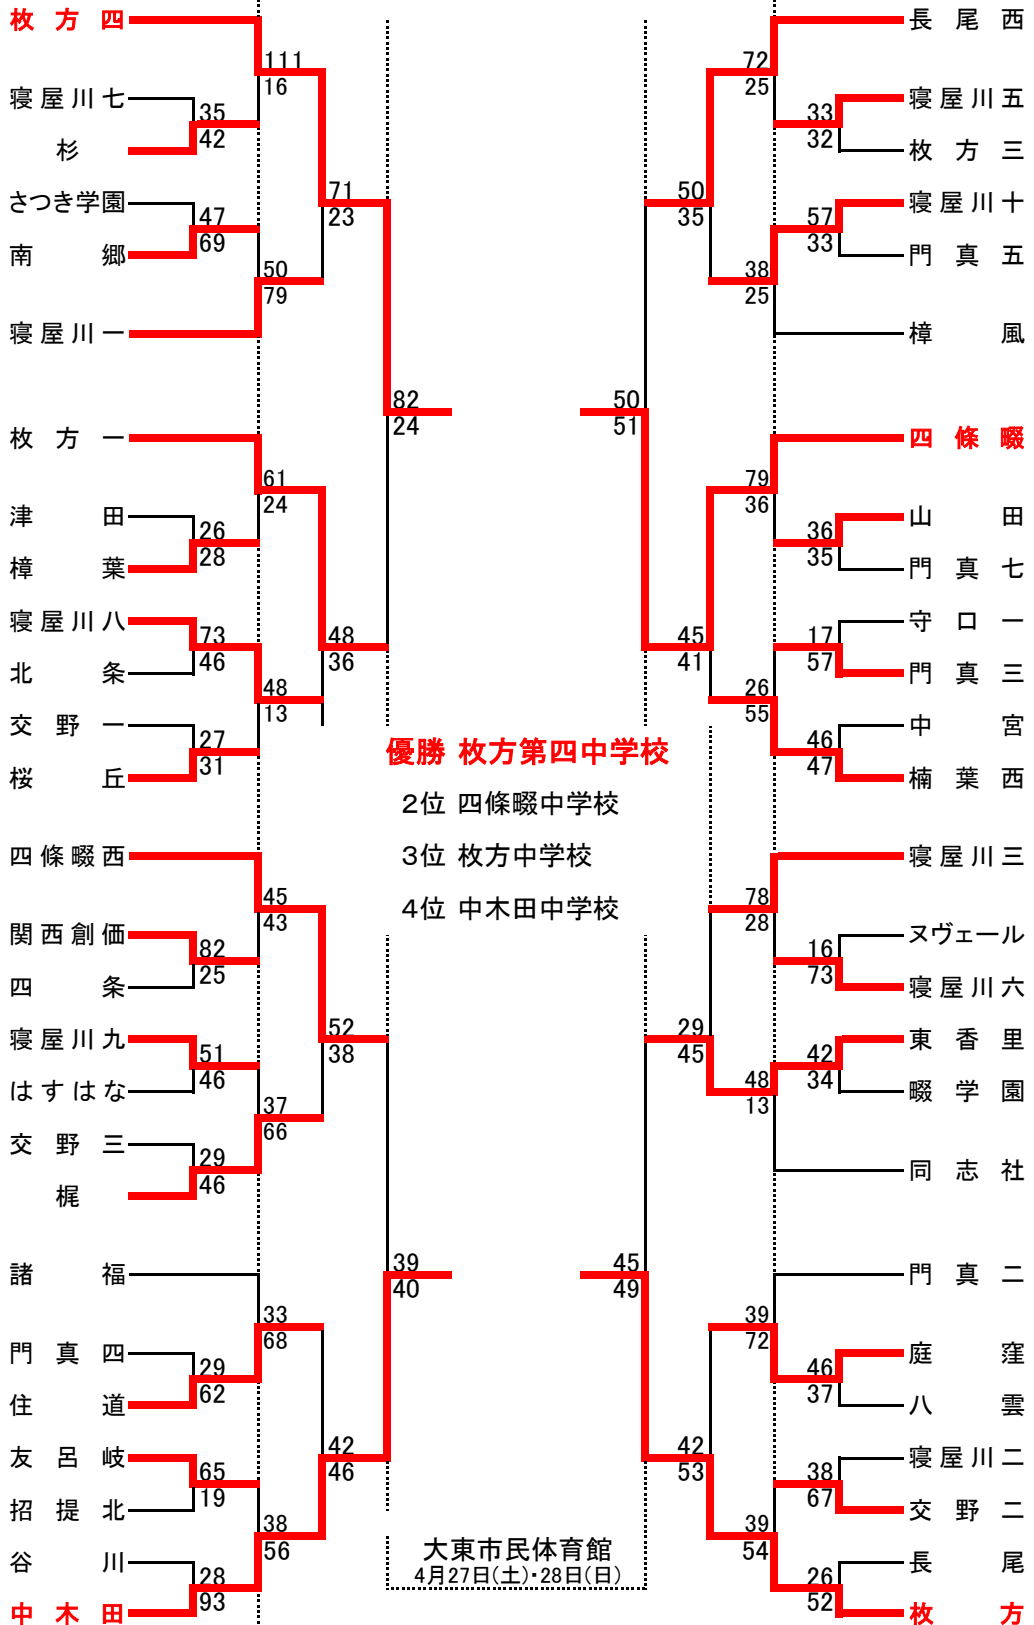 枚方四
111
16
寝屋川七
35
42
杉
71
23
さつき学園
47
69
南郷
50
79
寝屋川一
82
24
枚方一
61
24
津田
26
28
樟葉
寝屋川八
73
46
48
36
北条
48
13
交野一
27
31
桜丘
四條畷西
45
43
関西創価
82
25
四条
寝屋川九
51
46
52
38
はすはな
37
66
交野三
29
46
梶
諸福
39
40
33
68
門真四
29
62
住道
友呂岐
65
19
42
46
招提北
38
56
谷川
28
93
中木田
優勝 枚方第四中学校
2位 四條畷中学校
3位 枚方中学校
4位 中木田中学校
大東市民体育館
4月27日(土)・28日(日)
長尾西
72
25
寝屋川五
33
32
枚方三
50
35
寝屋川十
57
33
門真五
38
25
樟風
50
51
四條畷
79
36
山田
36
35
門真七
守口一
17
57
45
41
門真三
26
55
中宮
46
47
楠葉西
寝屋川三
78
28
ヌヴェール
16
73
寝屋川六
東香里
42
34
29
45
畷学園
48
13
同志社
門真二
45
49
39
72
庭窪
46
37
八雲
寝屋川二
38
67
42
53
交野二
39
54
長尾
26
52
枚方